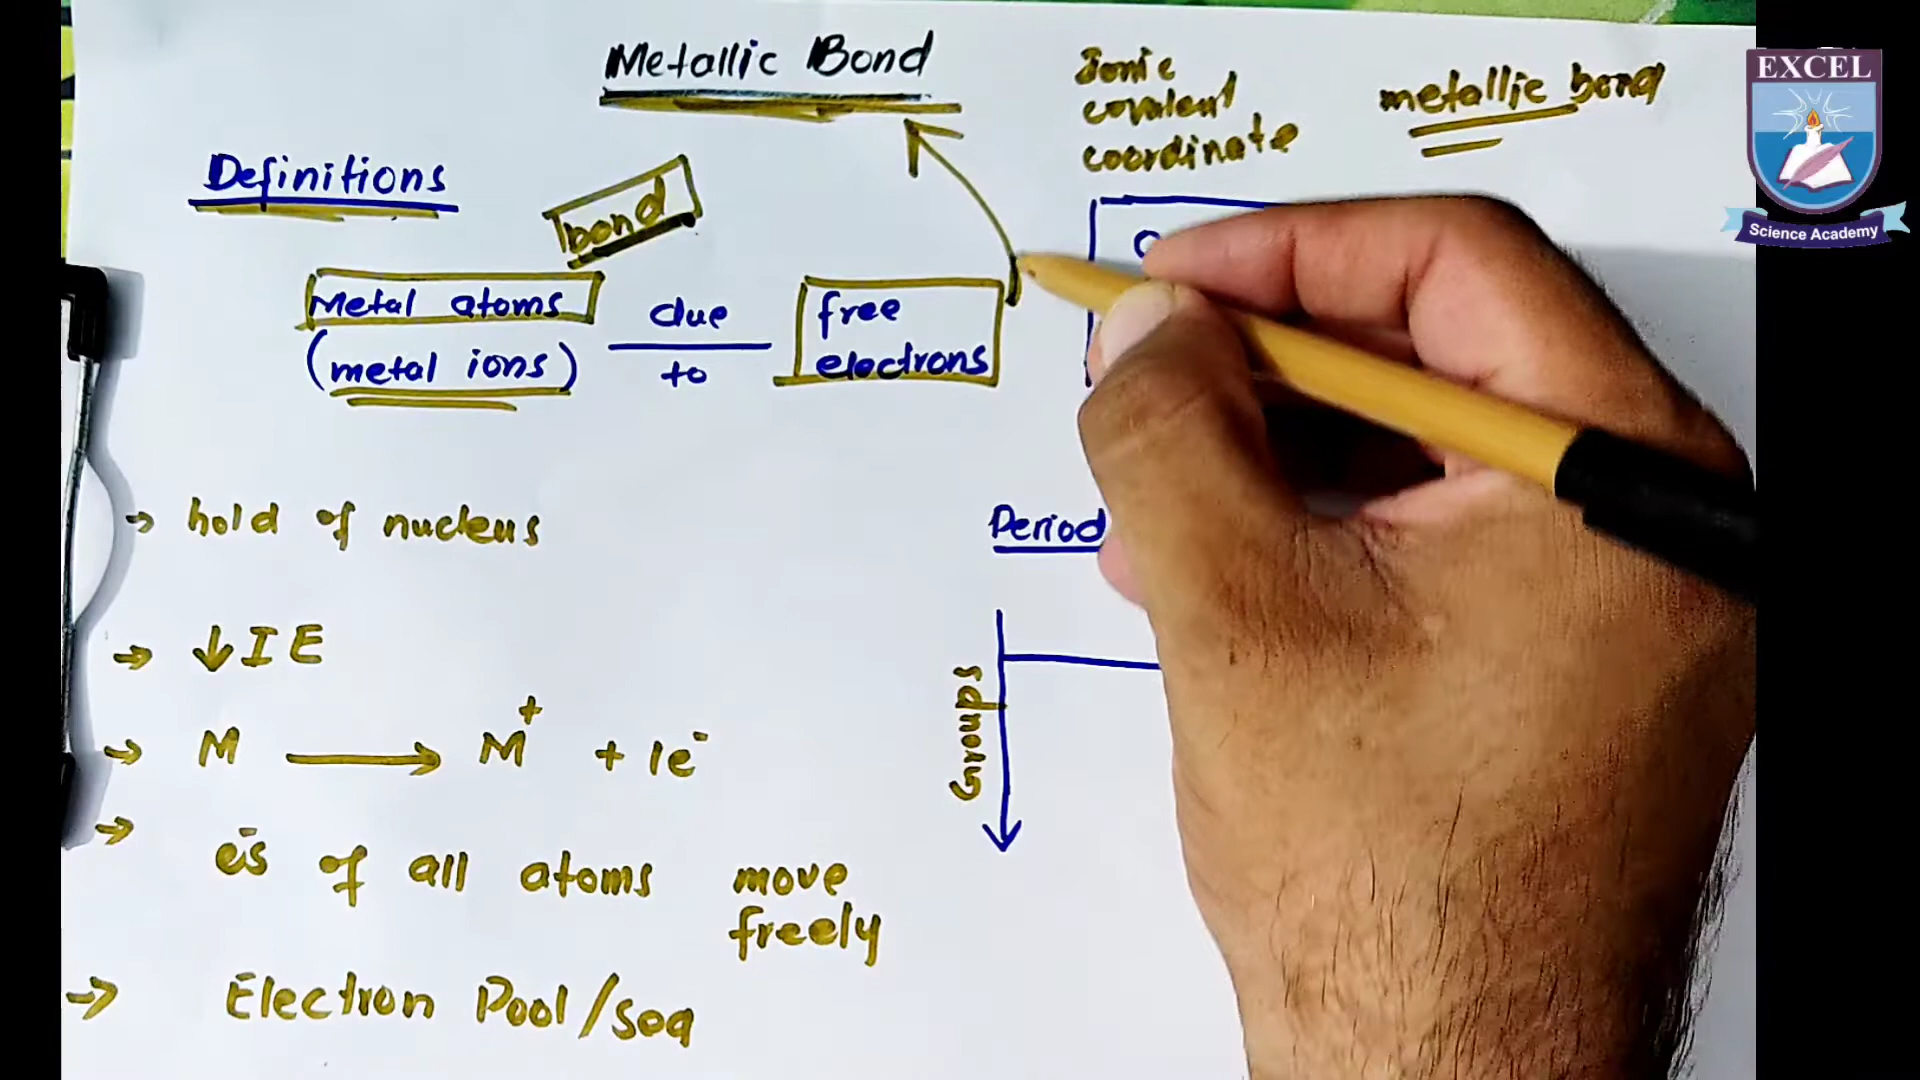 Metallic Bond
Ionic
covalent
coordinate
metallic bond
EXCEL
Science Academy
Definitions
bond
Metal atoms
(metal ions)
due
to
free
electrons
→ hold of nucleus
Period
→ ↓IE
Groups
→ M ⟶ M⁺ + 1e⁻
→ e⁻s of all atoms move
freely
→ Electron Pool/sea